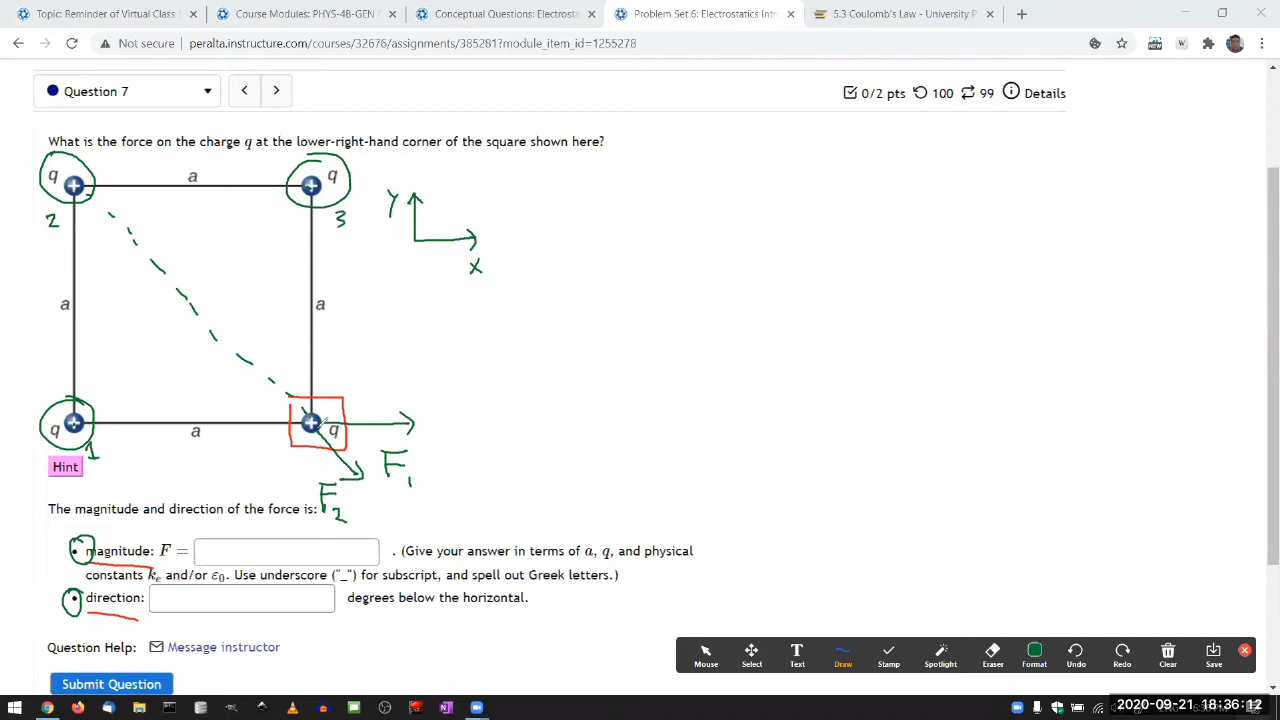 Topic: Reminder of Virtual Class
Course Modules: PHYS-4B-GEN P
Conceptual Questions: Electrosta
Problem Set 6: Electrostatics Intr
5.3 Coulomb's Law - University P
Not secure
peralta.instructure.com/courses/32676/assignments/385281?module_item_id=1255278
Question 7
0/2 pts 100 99 Details
What is the force on the charge q at the lower-right-hand corner of the square shown here?
q a q
2 3
Y
X
a a
q a q
1
F1
F2
Hint
The magnitude and direction of the force is:
• magnitude: F = . (Give your answer in terms of a, q, and physical
constants k_e and/or ε_0. Use underscore ("_") for subscript, and spell out Greek letters.)
• direction: degrees below the horizontal.
Question Help: Message instructor
Submit Question
Mouse Select Text Draw Stamp Spotlight Eraser Format Undo Redo Clear Save
2020-09-21 18:36:12